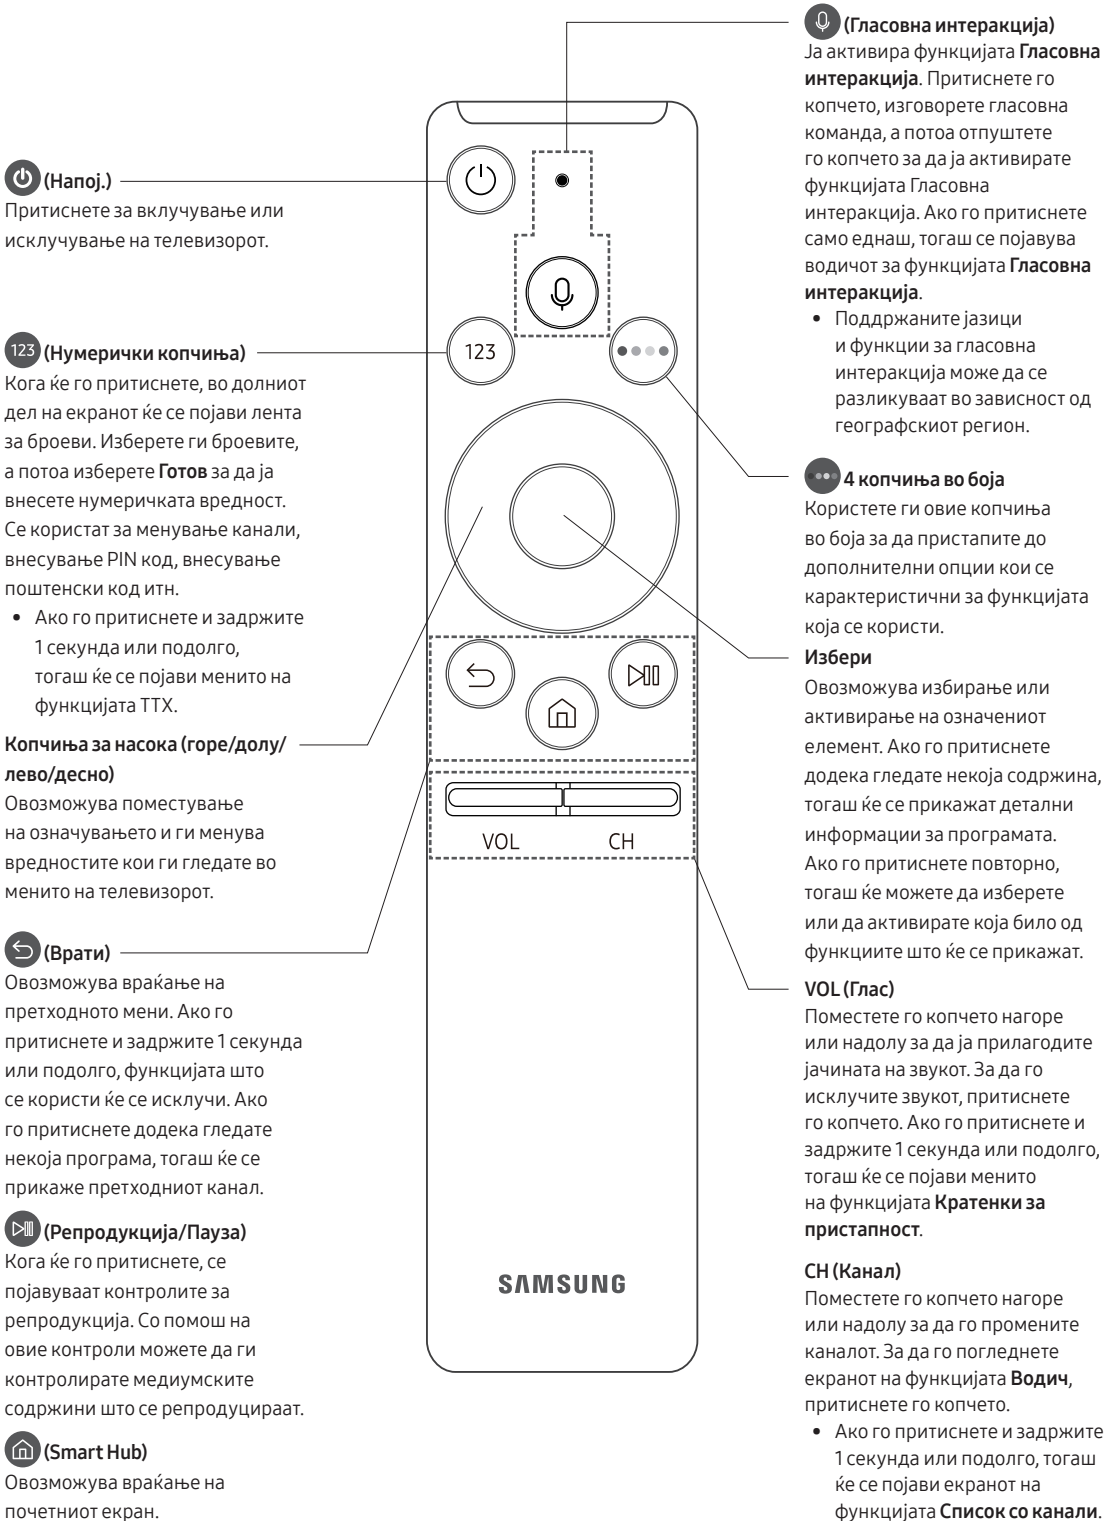 (Напој.)
Притиснете за вклучување или
исклучување на телевизорот.
123 (Нумерички копчиња)
Кога ќе го притиснете, во долниот
дел на екранот ќе се појави лента
за броеви. Изберете ги броевите,
а потоа изберете Готов за да ја
внесете нумеричката вредност.
Се користат за менување канали,
внесување PIN код, внесување
поштенски код итн.
• Ако го притиснете и задржите
1 секунда или подолго,
тогаш ќе се појави менито на
функцијата TTX.
Копчиња за насока (горе/долу/
лево/десно)
Овозможува поместување
на означувањето и ги менува
вредностите кои ги гледате во
менито на телевизорот.
(Врати)
Овозможува враќање на
претходното мени. Ако го
притиснете и задржите 1 секунда
или подолго, функцијата што
се користи ќе се исклучи. Ако
го притиснете додека гледате
некоја програма, тогаш ќе се
прикаже претходниот канал.
(Репродукција/Пауза)
Кога ќе го притиснете, се
појавуваат контролите за
репродукција. Со помош на
овие контроли можете да ги
контролирате медиумските
содржини што се репродуцираат.
(Smart Hub)
Овозможува враќање на
почетниот екран.
123
VOL CH
SAMSUNG
(Гласовна интеракција)
Ја активира функцијата Гласовна
интеракција. Притиснете го
копчето, изговорете гласовна
команда, а потоа отпуштете
го копчето за да ја активирате
функцијата Гласовна
интеракција. Ако го притиснете
само еднаш, тогаш се појавува
водичот за функцијата Гласовна
интеракција.
• Поддржаните јазици
и функции за гласовна
интеракција може да се
разликуваат во зависност од
географскиот регион.
4 копчиња во боја
Користете ги овие копчиња
во боја за да пристапите до
дополнителни опции кои се
карактеристични за функцијата
која се користи.
Избери
Овозможува избирање или
активирање на означениот
елемент. Ако го притиснете
додека гледате некоја содржина,
тогаш ќе се прикажат детални
информации за програмата.
Ако го притиснете повторно,
тогаш ќе можете да изберете
или да активирате која било од
функциите што ќе се прикажат.
VOL (Глас)
Поместете го копчето нагоре
или надолу за да ја прилагодите
јачината на звукот. За да го
исклучите звукот, притиснете
го копчето. Ако го притиснете и
задржите 1 секунда или подолго,
тогаш ќе се појави менито
на функцијата Кратенки за
пристапност.
CH (Канал)
Поместете го копчето нагоре
или надолу за да го промените
каналот. За да го погледнете
екранот на функцијата Водич,
притиснете го копчето.
• Ако го притиснете и задржите
1 секунда или подолго, тогаш
ќе се појави екранот на
функцијата Список со канали.